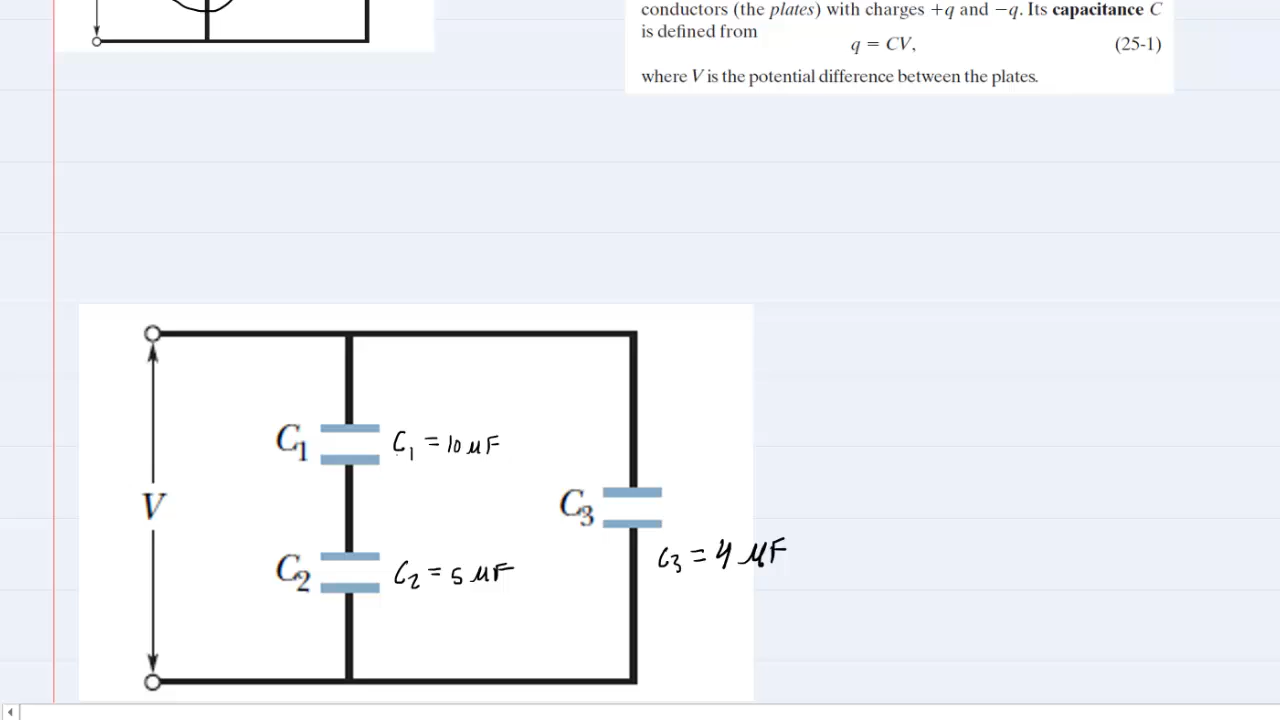 conductors (the plates) with charges +q and −q. Its capacitance C
is defined from
q = CV, (25-1)
where V is the potential difference between the plates.
C1 C1 = 10 μF
V
C3
C3 = 4 μF
C2 C2 = 5 μF